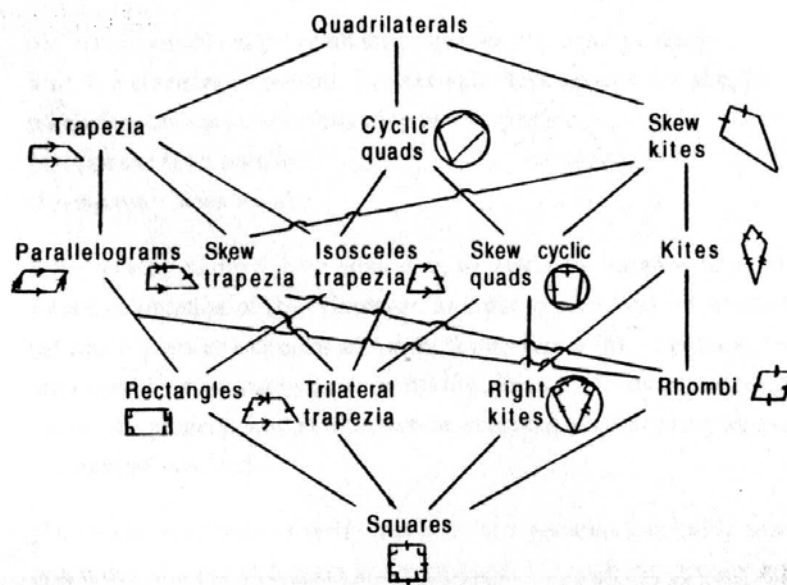 Quadrilaterals
Trapezia
Cyclic
quads
Skew
kites
Parallelograms
Skew
trapezia
Isosceles
trapezia
Skew cyclic
quads
Kites
Rectangles
Trilateral
trapezia
Right
kites
Rhombi
Squares